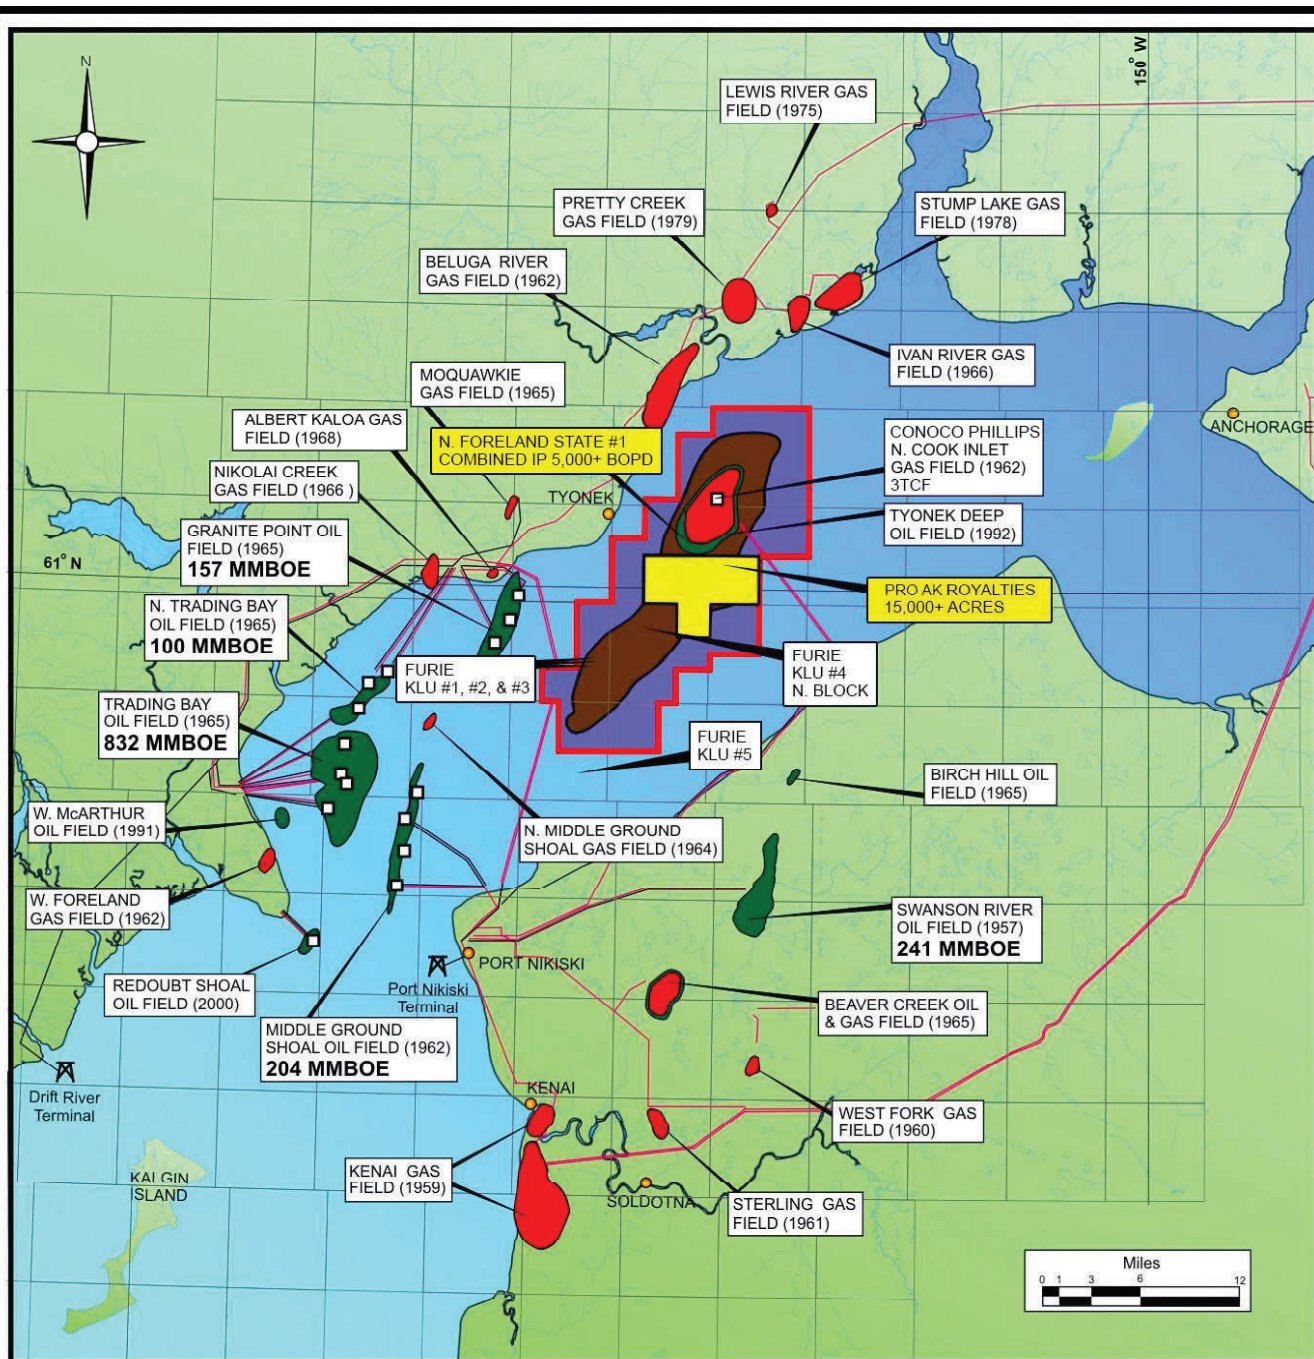 N
150° W
LEWIS RIVER GAS
FIELD (1975)
PRETTY CREEK
GAS FIELD (1979)
STUMP LAKE GAS
FIELD (1978)
BELUGA RIVER
GAS FIELD (1962)
IVAN RIVER GAS
FIELD (1966)
MOQUAWKIE
GAS FIELD (1965)
ALBERT KALOA GAS
FIELD (1968)
N. FORELAND STATE #1
COMBINED IP 5,000+ BOPD
CONOCO PHILLIPS
N. COOK INLET
GAS FIELD (1962)
3TCF
ANCHORAGE
NIKOLAI CREEK
GAS FIELD (1966 )
TYONEK
TYONEK DEEP
OIL FIELD (1992)
GRANITE POINT OIL
FIELD (1965)
157 MMBOE
61° N
PRO AK ROYALTIES
15,000+ ACRES
N. TRADING BAY
OIL FIELD (1965)
100 MMBOE
FURIE
KLU #1, #2, & #3
FURIE
KLU #4
N. BLOCK
TRADING BAY
OIL FIELD (1965)
832 MMBOE
FURIE
KLU #5
BIRCH HILL OIL
FIELD (1965)
W. McARTHUR
OIL FIELD (1991)
N. MIDDLE GROUND
SHOAL GAS FIELD (1964)
W. FORELAND
GAS FIELD (1962)
SWANSON RIVER
OIL FIELD (1957)
241 MMBOE
PORT NIKISKI
REDOUBT SHOAL
OIL FIELD (2000)
Port Nikiski
Terminal
BEAVER CREEK OIL
& GAS FIELD (1965)
MIDDLE GROUND
SHOAL OIL FIELD (1962)
204 MMBOE
Drift River
Terminal
KENAI
WEST FORK GAS
FIELD (1960)
KALGIN
ISLAND
KENAI GAS
FIELD (1959)
SOLDOTNA
STERLING GAS
FIELD (1961)
Miles
0 1 3 6 12